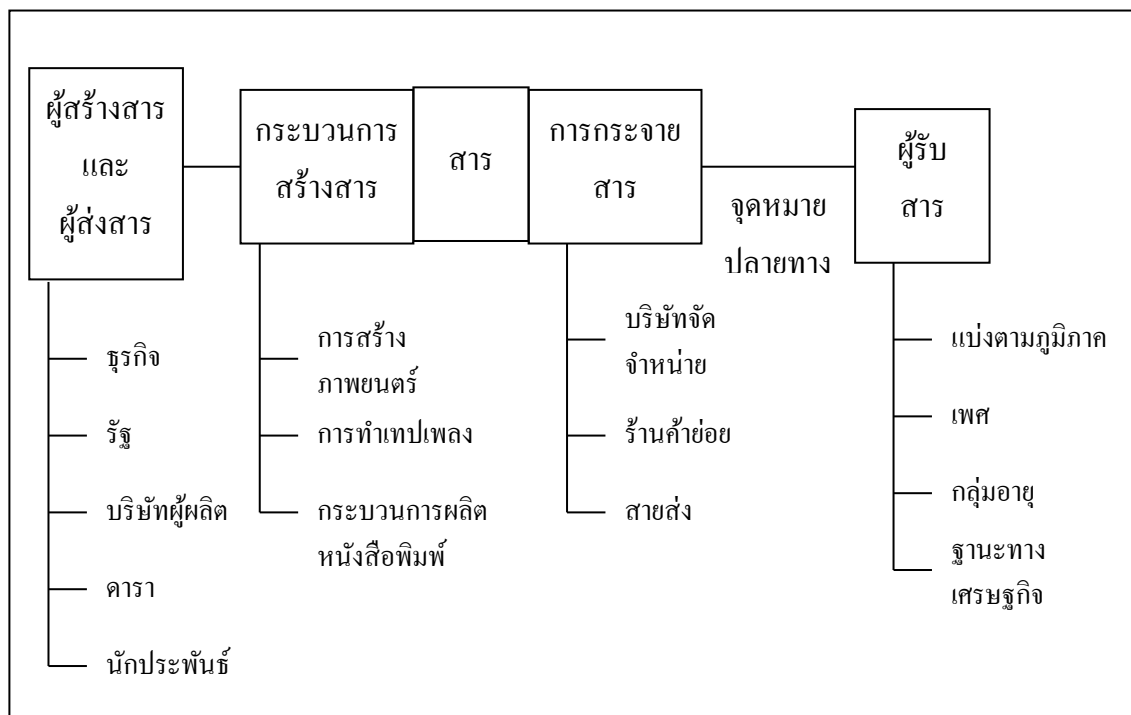 ผู้สร้างสาร
และ
ผู้ส่งสาร
ธุรกิจ
รัฐ
บริษัทผู้ผลิต
ดารา
นักประพันธ์
กระบวนการ
สร้างสาร
การสร้าง
ภาพยนตร์
การทำเทปเพลง
กระบวนการผลิต
หนังสือพิมพ์
สาร
การกระจาย
สาร
บริษัทจัด
จำหน่าย
ร้านค้าย่อย
สายส่ง
จุดหมาย
ปลายทาง
ผู้รับ
สาร
แบ่งตามภูมิภาค
เพศ
กลุ่มอายุ
ฐานะทาง
เศรษฐกิจ